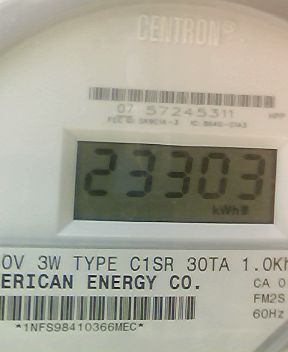 CENTRON®
07 57245311
23303
kWh
0V 3W TYPE C1SR 30TA 1.0Kh
ERICAN ENERGY CO.
CA 0
FM2S
60Hz
*1NFS98410366MEC*